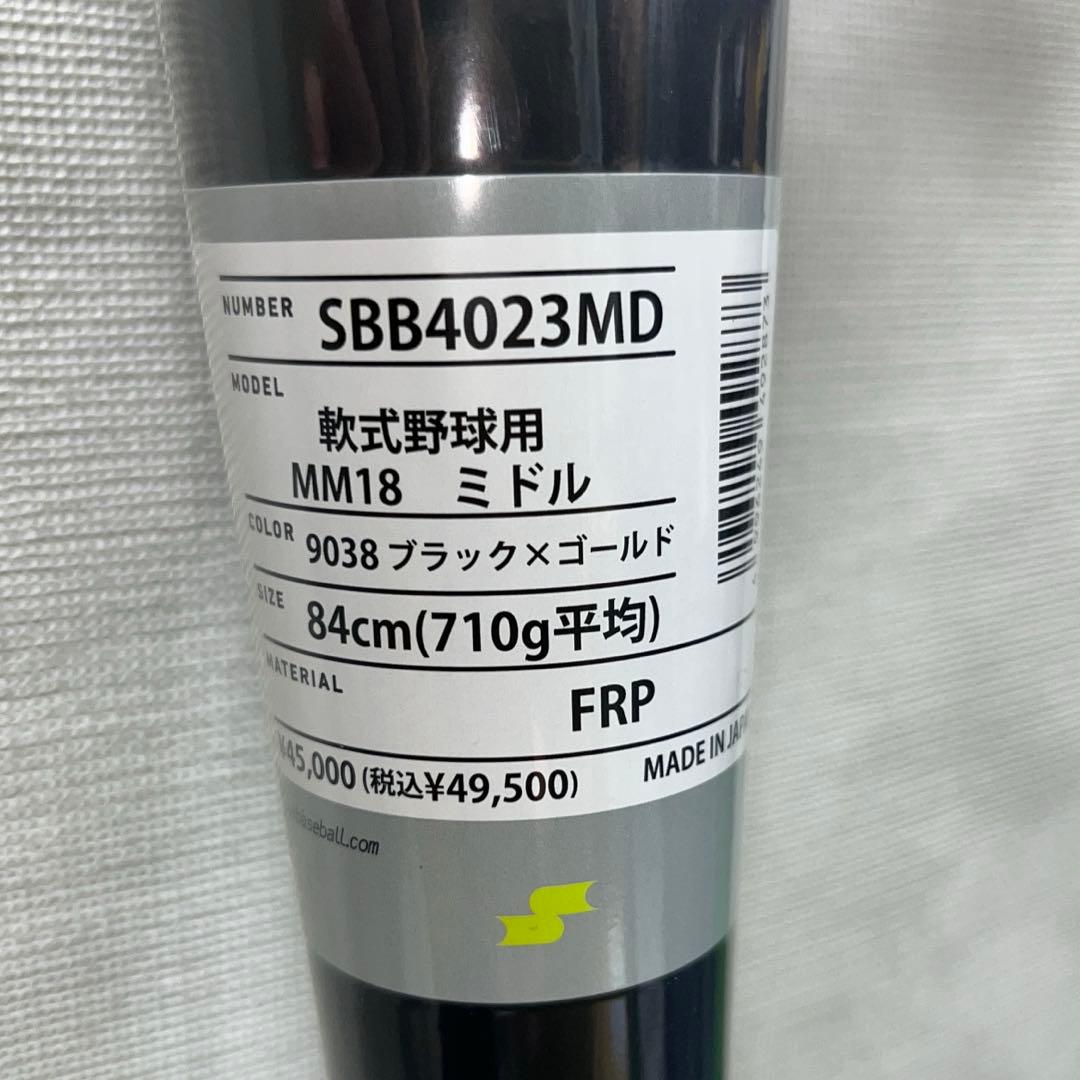 NUMBER SBB4023MD
MODEL
軟式野球用
MM18 ミドル
COLOR 9038 ブラック×ゴールド
SIZE 84cm(710g平均)
MATERIAL
FRP
¥45,000 (税込¥49,500) MADE IN JAPAN
baseball.com